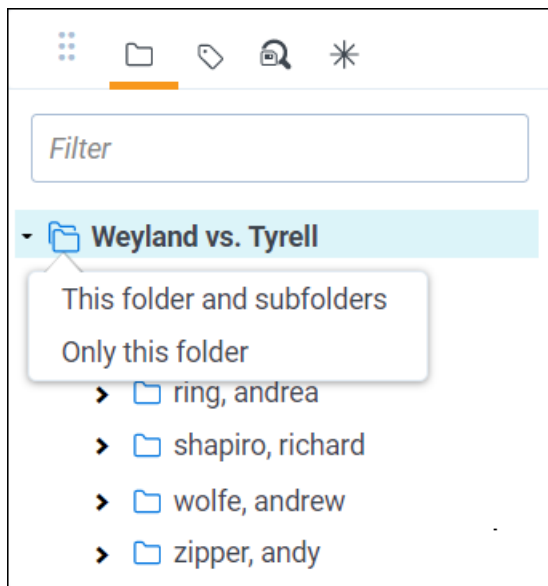 Filter
Weyland vs. Tyrell
This folder and subfolders
Only this folder
ring, andrea
shapiro, richard
wolfe, andrew
zipper, andy